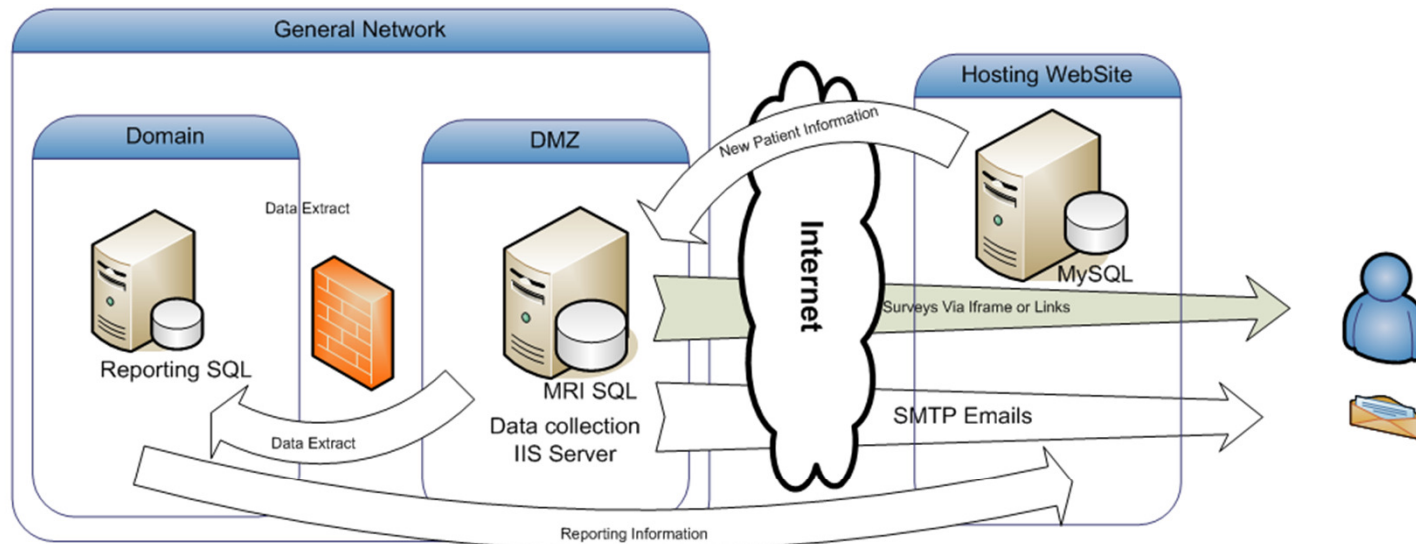 General Network
Hosting WebSite
Domain
DMZ
New Patient Information
Data Extract
Internet
MySQL
Surveys Via Iframe or Links
Reporting SQL
MRI SQL
Data collection
IIS Server
SMTP Emails
Data Extract
Reporting Information